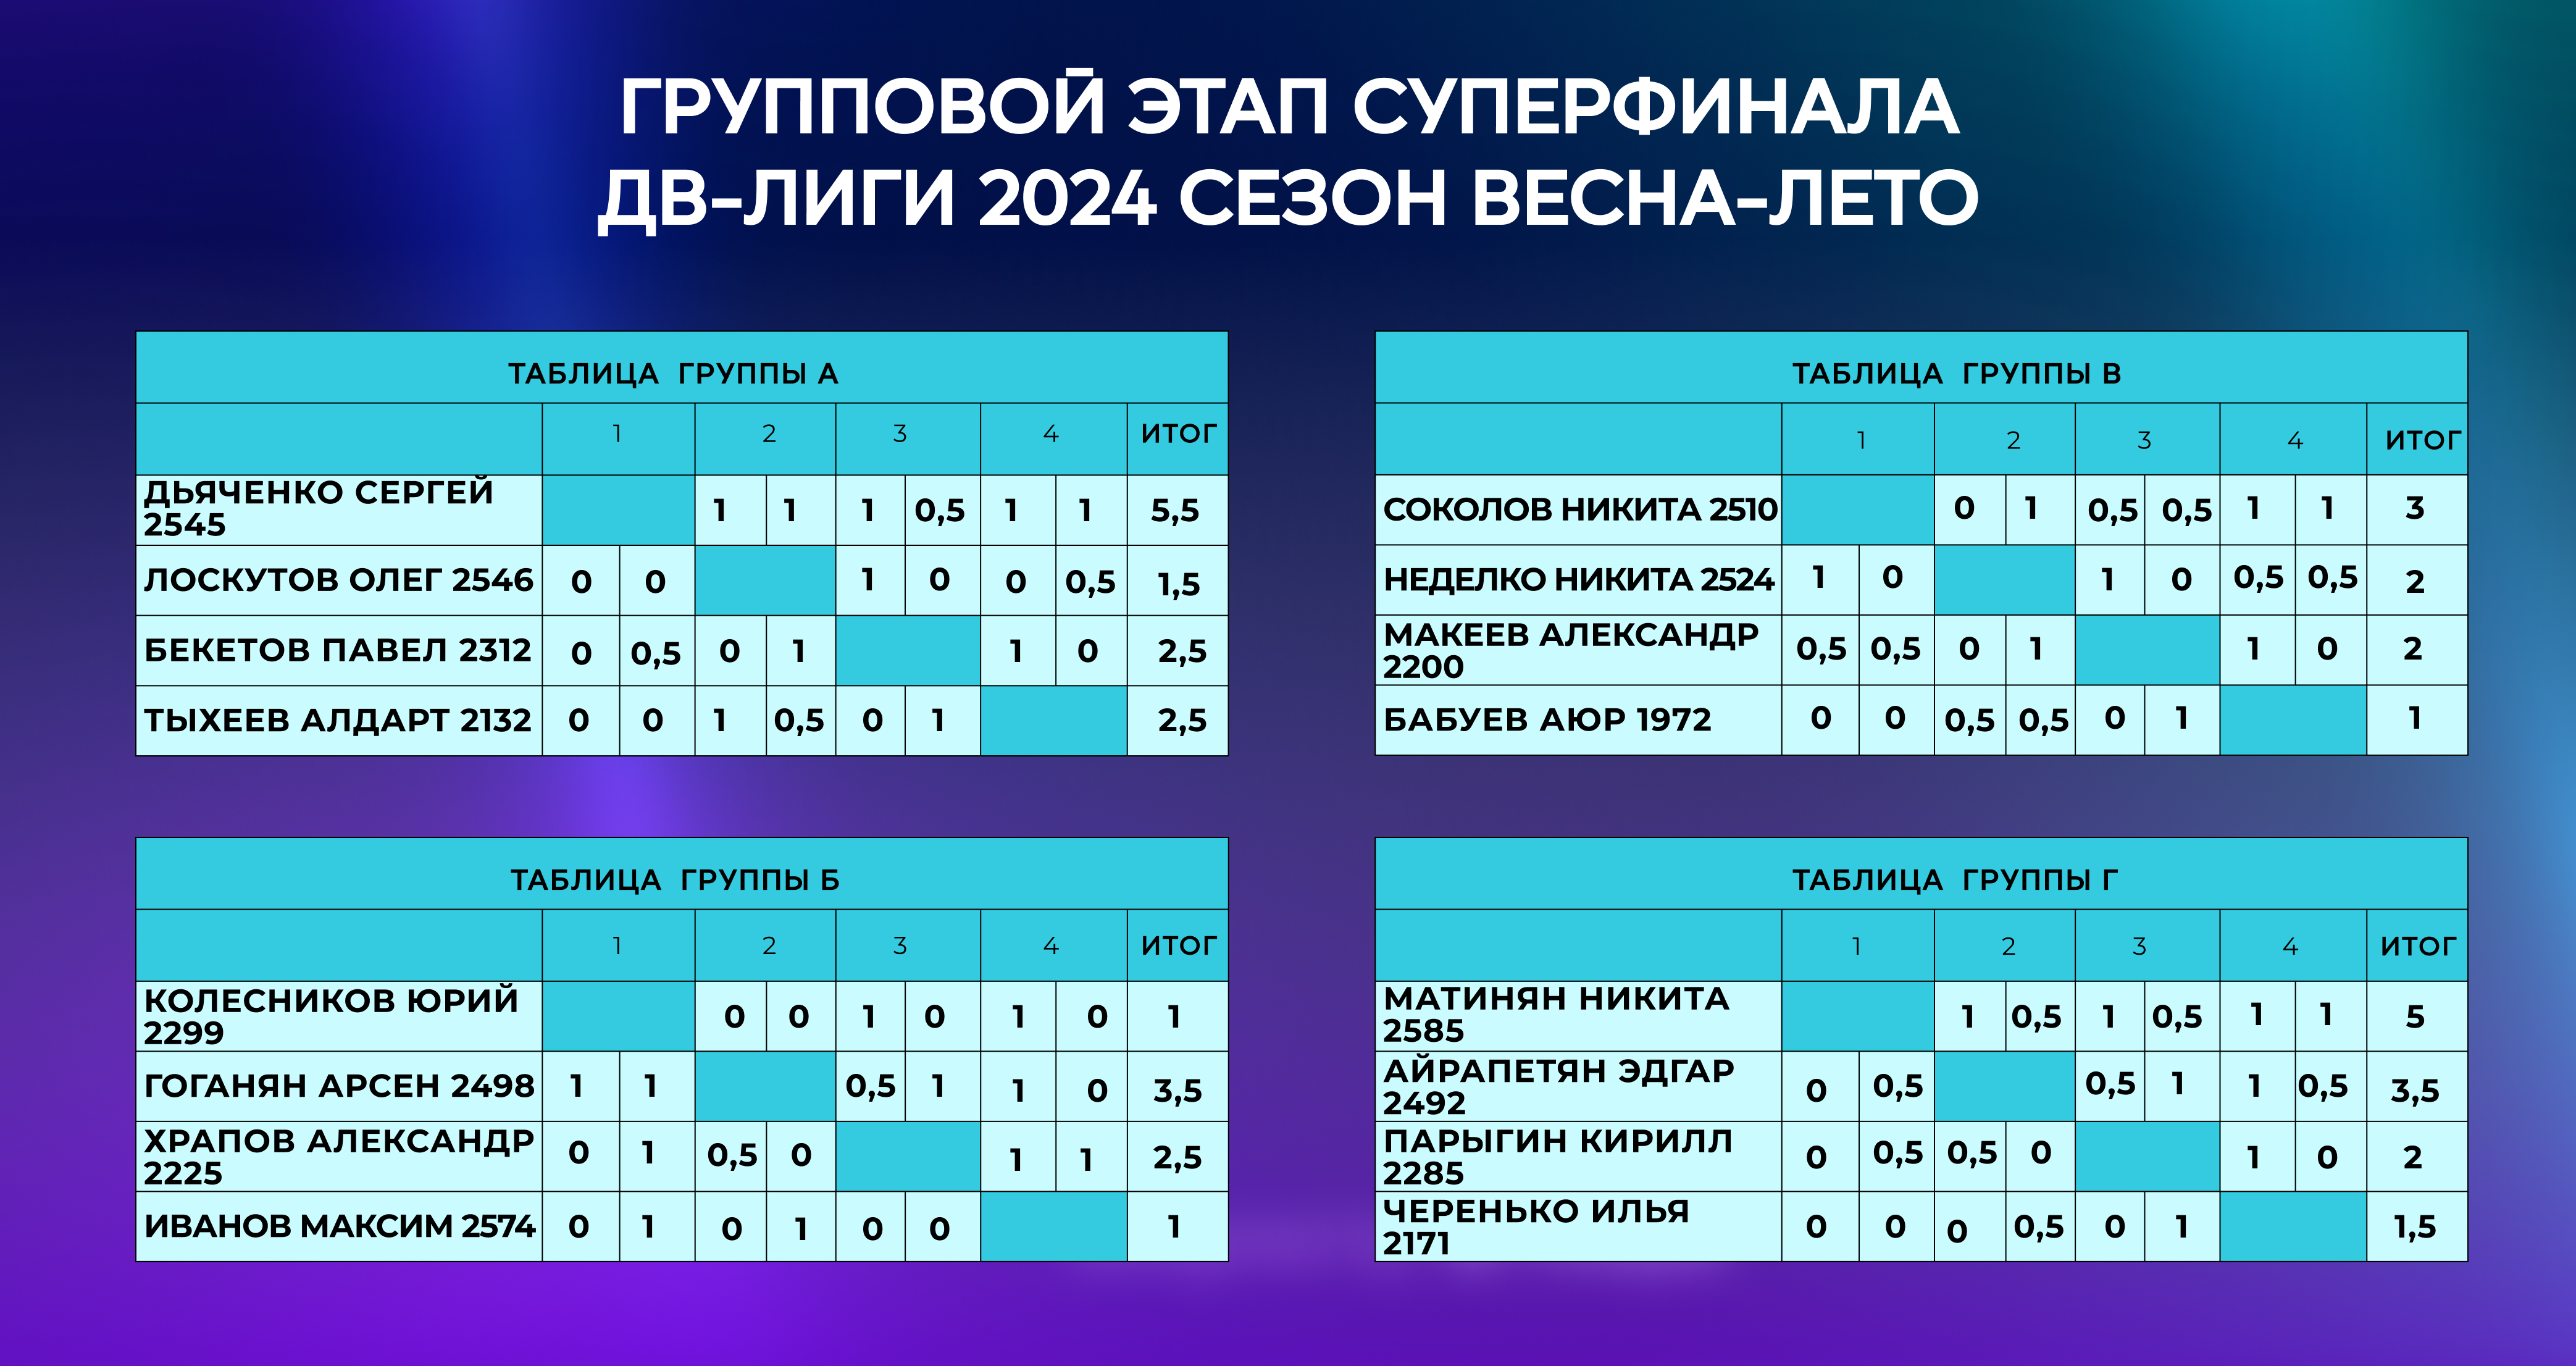 ГРУППОВОЙ ЭТАП СУПЕРФИНАЛА
ДВ-ЛИГИ 2024 СЕЗОН ВЕСНА-ЛЕТО
ТАБЛИЦА ГРУППЫ А
1 2 3 4 ИТОГ
ДЬЯЧЕНКО СЕРГЕЙ
2545 1 1 1 0,5 1 1 5,5
ЛОСКУТОВ ОЛЕГ 2546 0 0 1 0 0 0,5 1,5
БЕКЕТОВ ПАВЕЛ 2312 0 0,5 0 1 1 0 2,5
ТЫХЕЕВ АЛДАРТ 2132 0 0 1 0,5 0 1 2,5
ТАБЛИЦА ГРУППЫ В
1 2 3 4 ИТОГ
СОКОЛОВ НИКИТА 2510 0 1 0,5 0,5 1 1 3
НЕДЕЛКО НИКИТА 2524 1 0 1 0 0,5 0,5 2
МАКЕЕВ АЛЕКСАНДР
2200 0,5 0,5 0 1 1 0 2
БАБУЕВ АЮР 1972 0 0 0,5 0,5 0 1 1
ТАБЛИЦА ГРУППЫ Б
1 2 3 4 ИТОГ
КОЛЕСНИКОВ ЮРИЙ
2299 0 0 1 0 1 0 1
ГОГАНЯН АРСЕН 2498 1 1 0,5 1 1 0 3,5
ХРАПОВ АЛЕКСАНДР
2225 0 1 0,5 0 1 1 2,5
ИВАНОВ МАКСИМ 2574 0 1 0 1 0 0 1
ТАБЛИЦА ГРУППЫ Г
1 2 3 4 ИТОГ
МАТИНЯН НИКИТА
2585 1 0,5 1 0,5 1 1 5
АЙРАПЕТЯН ЭДГАР
2492 0 0,5 0,5 1 1 0,5 3,5
ПАРЫГИН КИРИЛЛ
2285 0 0,5 0,5 0 1 0 2
ЧЕРЕНЬКО ИЛЬЯ
2171 0 0 0 0,5 0 1 1,5